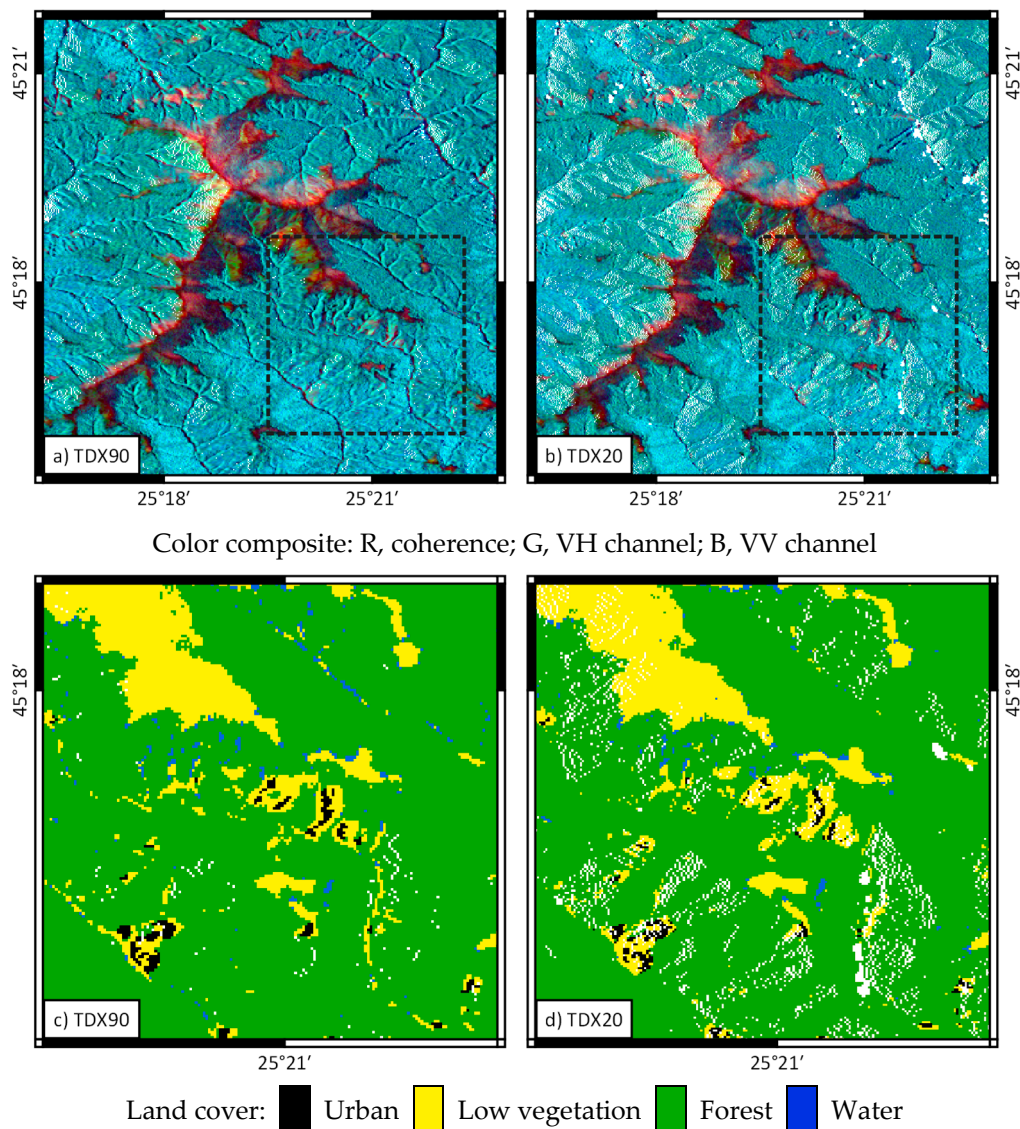 45°21′
45°21′
45°18′
45°18′
a) TDX90
b) TDX20
25°18′
25°21′
25°18′
25°21′
Color composite: R, coherence; G, VH channel; B, VV channel
45°18′
45°18′
c) TDX90
d) TDX20
25°21′
25°21′
Land cover: Urban Low vegetation Forest Water